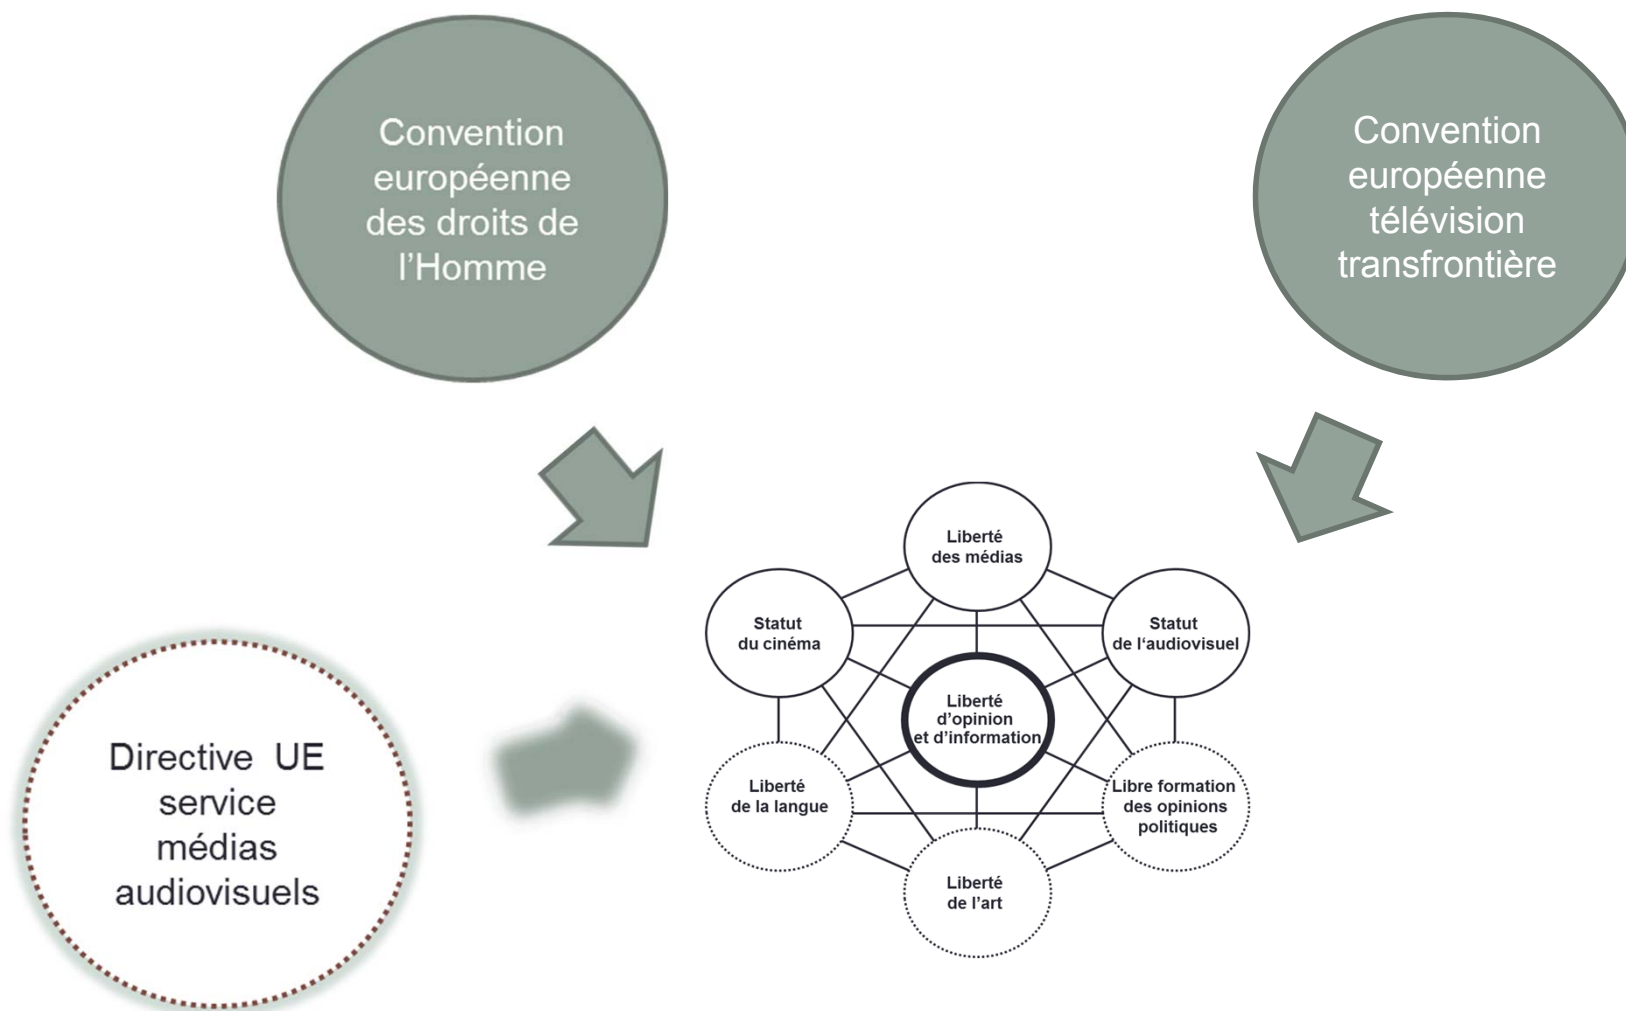 Convention
européenne
des droits de
l’Homme
Convention
européenne
télévision
transfrontière
Liberté
des médias
Statut
du cinéma
Statut
de l‘audiovisuel
Liberté
d’opinion
et d’information
Directive UE
service
médias
audiovisuels
Liberté
de la langue
Libre formation
des opinions
politiques
Liberté
de l’art